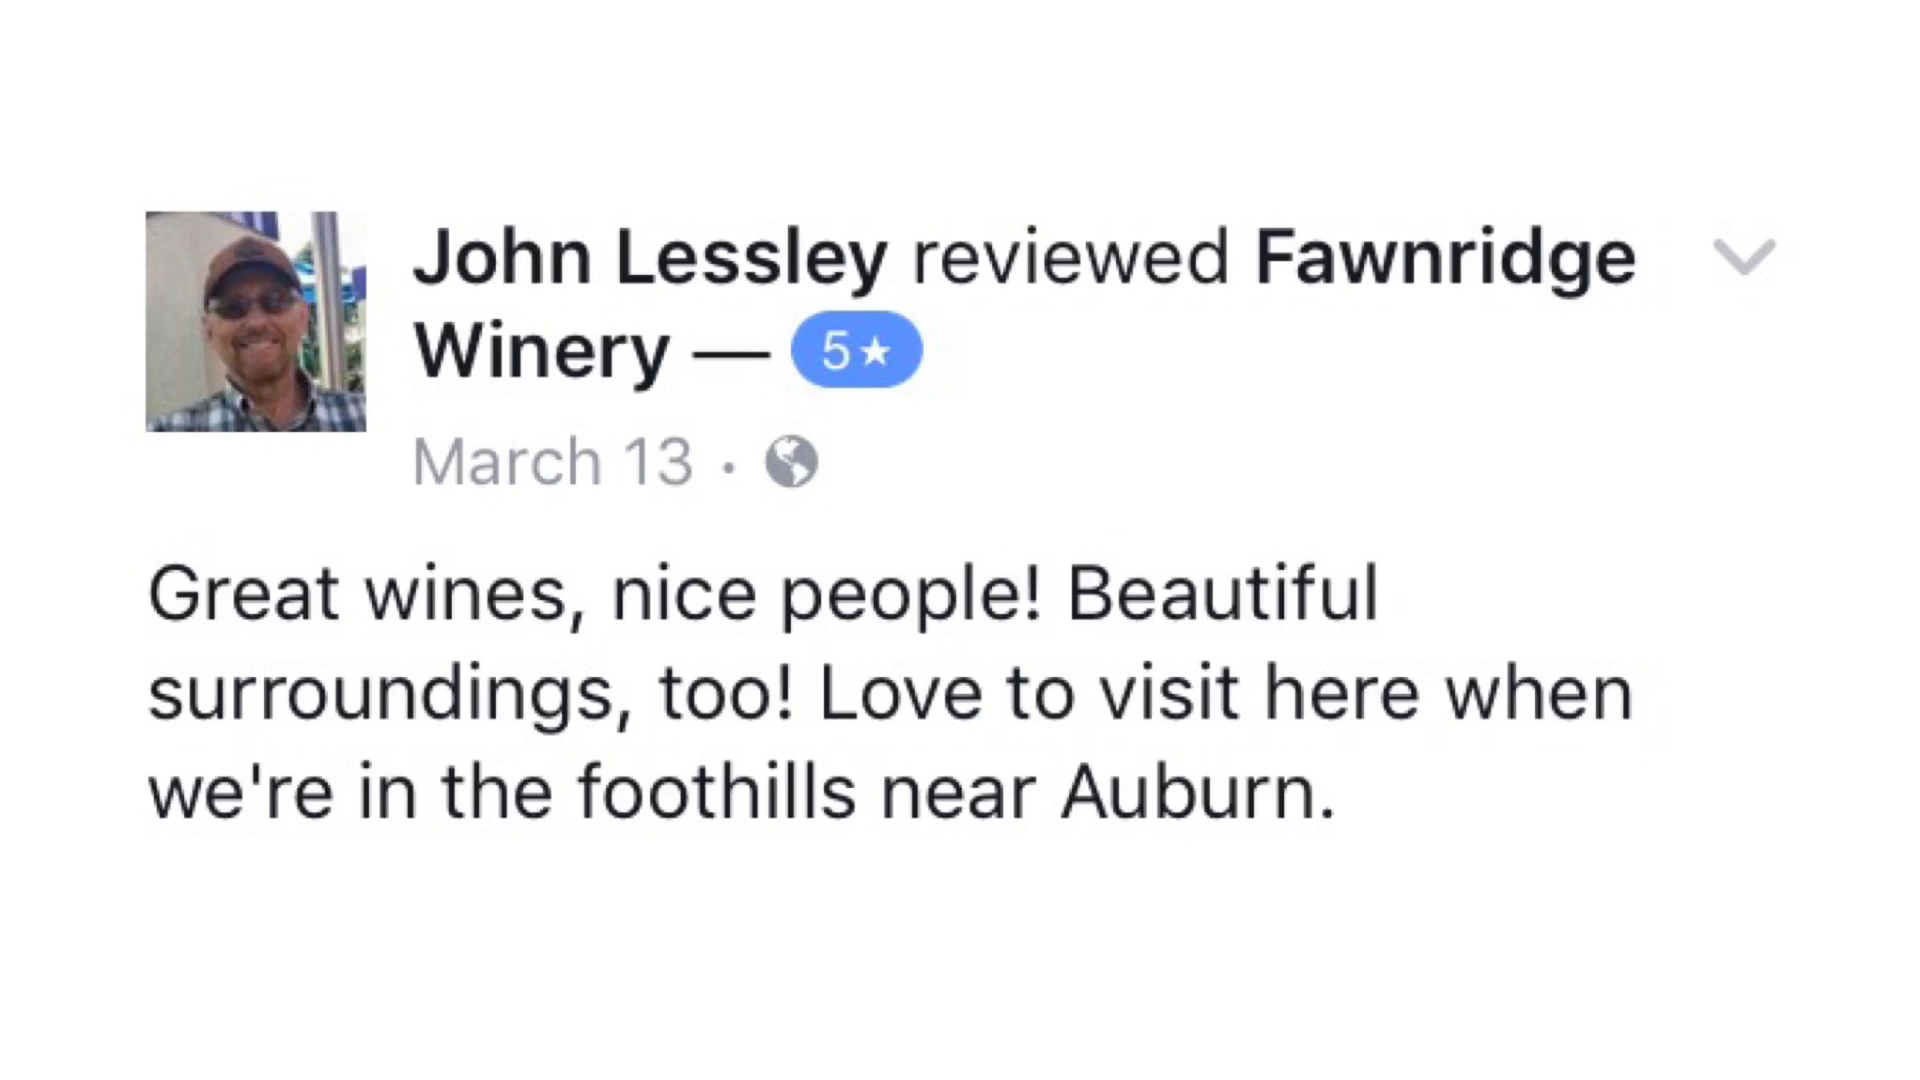 John Lessley reviewed Fawnridge
Winery — 5★
March 13 ·
Great wines, nice people! Beautiful
surroundings, too! Love to visit here when
we're in the foothills near Auburn.